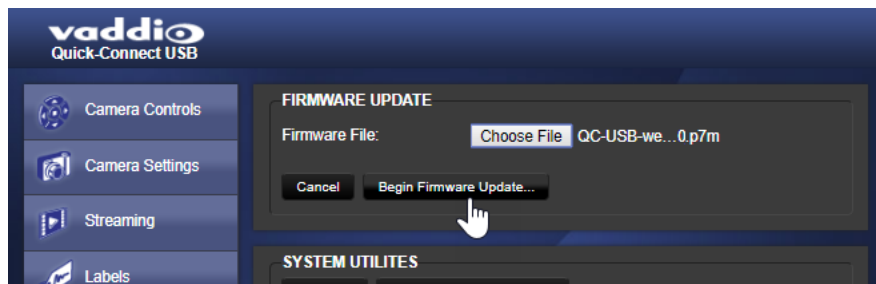 vaddio
Quick-Connect USB
Camera Controls
Camera Settings
Streaming
Labels
FIRMWARE UPDATE
Firmware File: Choose File QC-USB-we...0.p7m
Cancel Begin Firmware Update...
SYSTEM UTILITES